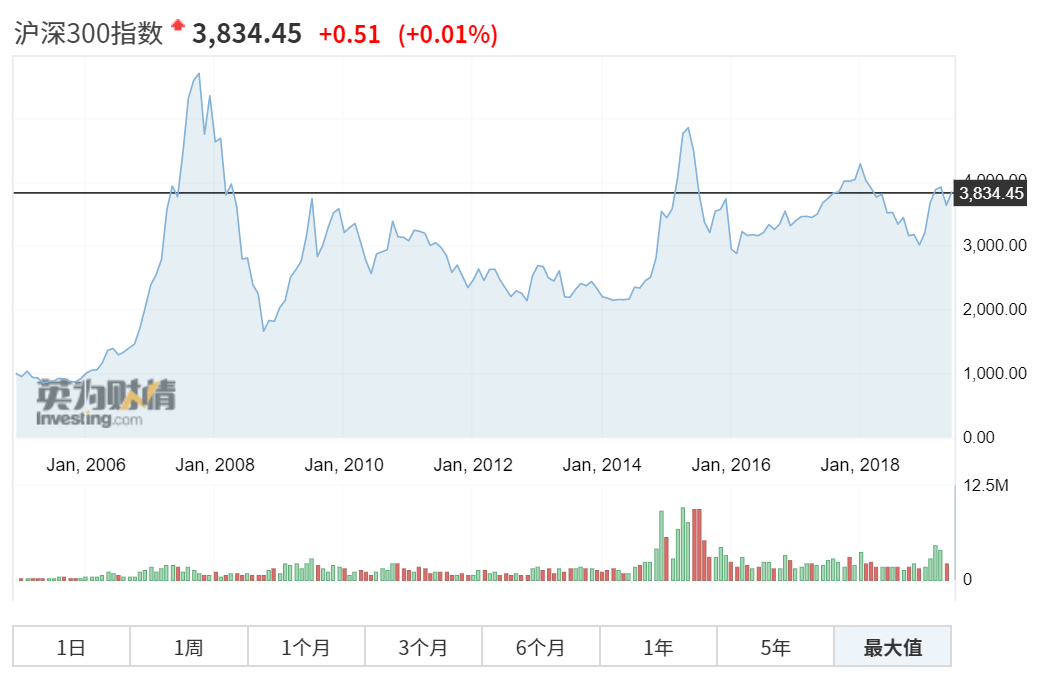 沪深300指数 3,834.45 +0.51 (+0.01%)
4,000.00
3,834.45
3,000.00
2,000.00
1,000.00
0.00
英为财情
Investing.com
Jan, 2006 Jan, 2008 Jan, 2010 Jan, 2012 Jan, 2014 Jan, 2016 Jan, 2018
12.5M
0
1日 1周 1个月 3个月 6个月 1年 5年 最大值